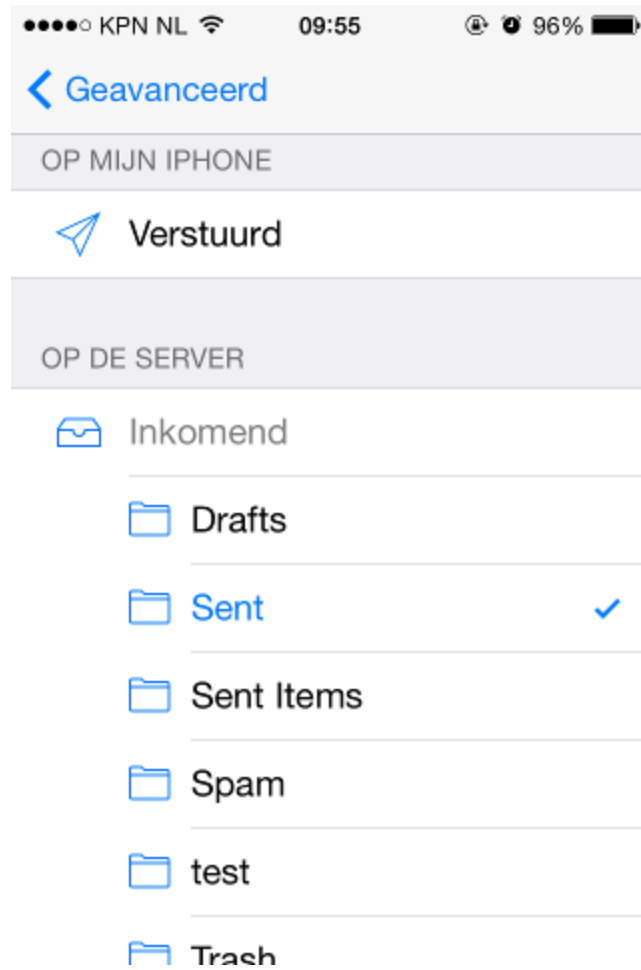 KPN NL 09:55 96%
Geavanceerd
OP MIJN IPHONE
Verstuurd
OP DE SERVER
Inkomend
Drafts
Sent
Sent Items
Spam
test
Trash